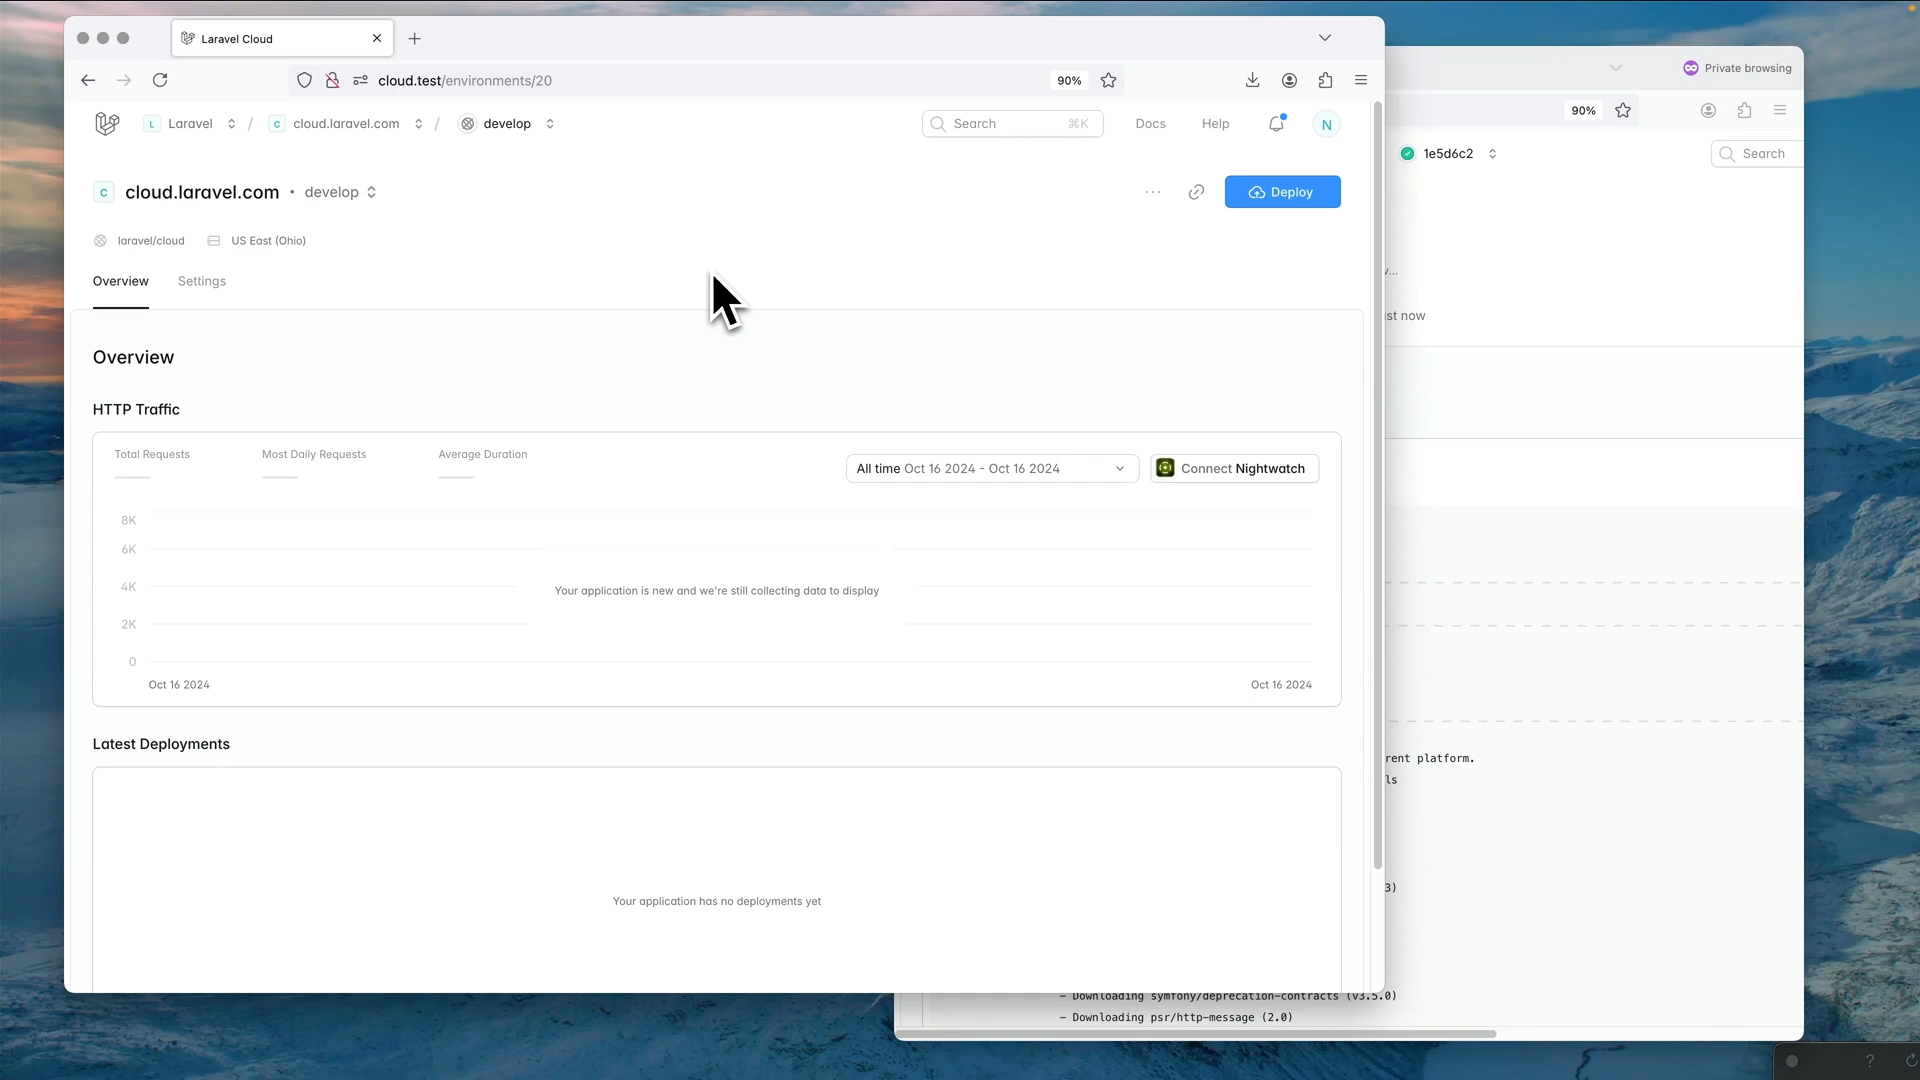 Laravel Cloud
cloud.test/environments/20
90%
L Laravel / C cloud.laravel.com / develop
Search ⌘K
Docs
Help
N
C cloud.laravel.com • develop
Deploy
laravel/cloud
US East (Ohio)
Overview
Settings
Overview
HTTP Traffic
Total Requests
Most Daily Requests
Average Duration
All time Oct 16 2024 - Oct 16 2024
Connect Nightwatch
8K
6K
4K
2K
0
Your application is new and we're still collecting data to display
Oct 16 2024
Oct 16 2024
Latest Deployments
Your application has no deployments yet
Private browsing
90%
1e5d6c2
Search
v...
st now
rent platform.
ls
3)
– Downloading symfony/deprecation-contracts (v3.5.0)
– Downloading psr/http-message (2.0)
?